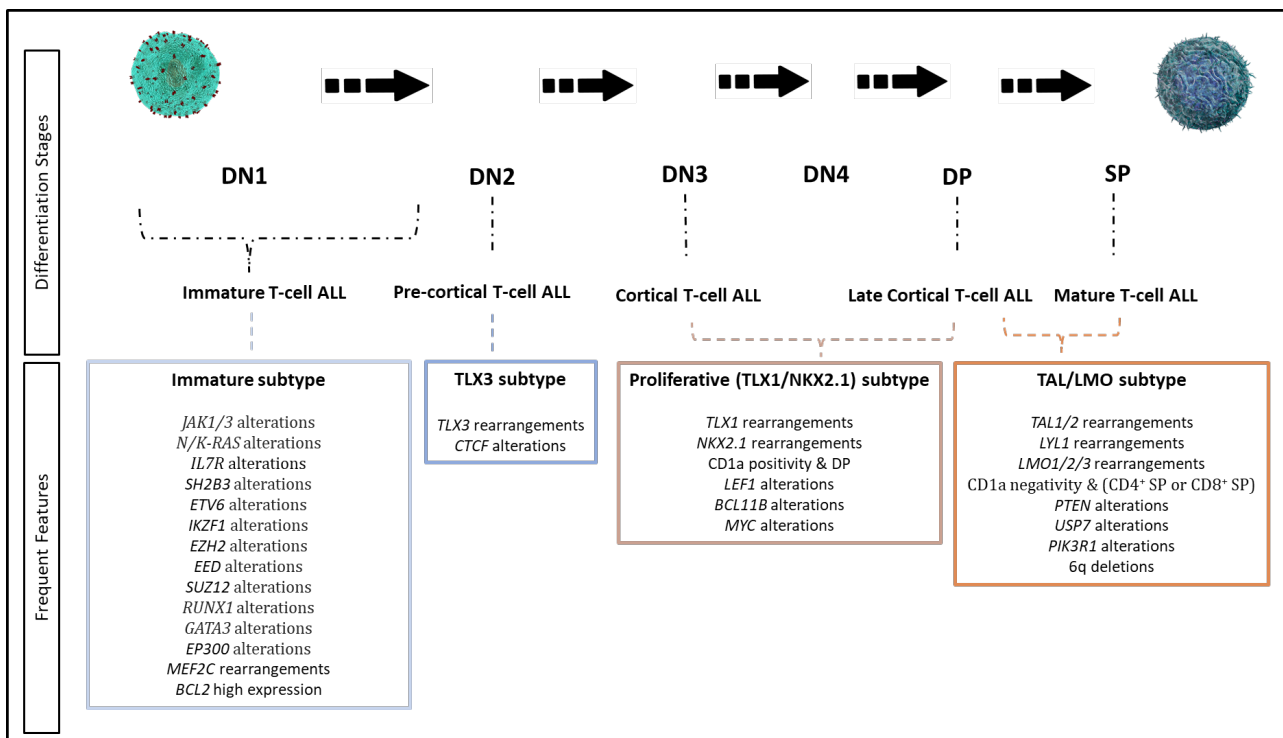 Differentiation Stages
DN1
DN2
DN3
DN4
DP
SP
Immature T-cell ALL
Pre-cortical T-cell ALL
Cortical T-cell ALL
Late Cortical T-cell ALL
Mature T-cell ALL
Frequent Features
Immature subtype
JAK1/3 alterations
N/K-RAS alterations
IL7R alterations
SH2B3 alterations
ETV6 alterations
IKZF1 alterations
EZH2 alterations
EED alterations
SUZ12 alterations
RUNX1 alterations
GATA3 alterations
EP300 alterations
MEF2C rearrangements
BCL2 high expression
TLX3 subtype
TLX3 rearrangements
CTCF alterations
Proliferative (TLX1/NKX2.1) subtype
TLX1 rearrangements
NKX2.1 rearrangements
CD1a positivity & DP
LEF1 alterations
BCL11B alterations
MYC alterations
TAL/LMO subtype
TAL1/2 rearrangements
LYL1 rearrangements
LMO1/2/3 rearrangements
CD1a negativity & (CD4⁺ SP or CD8⁺ SP)
PTEN alterations
USP7 alterations
PIK3R1 alterations
6q deletions